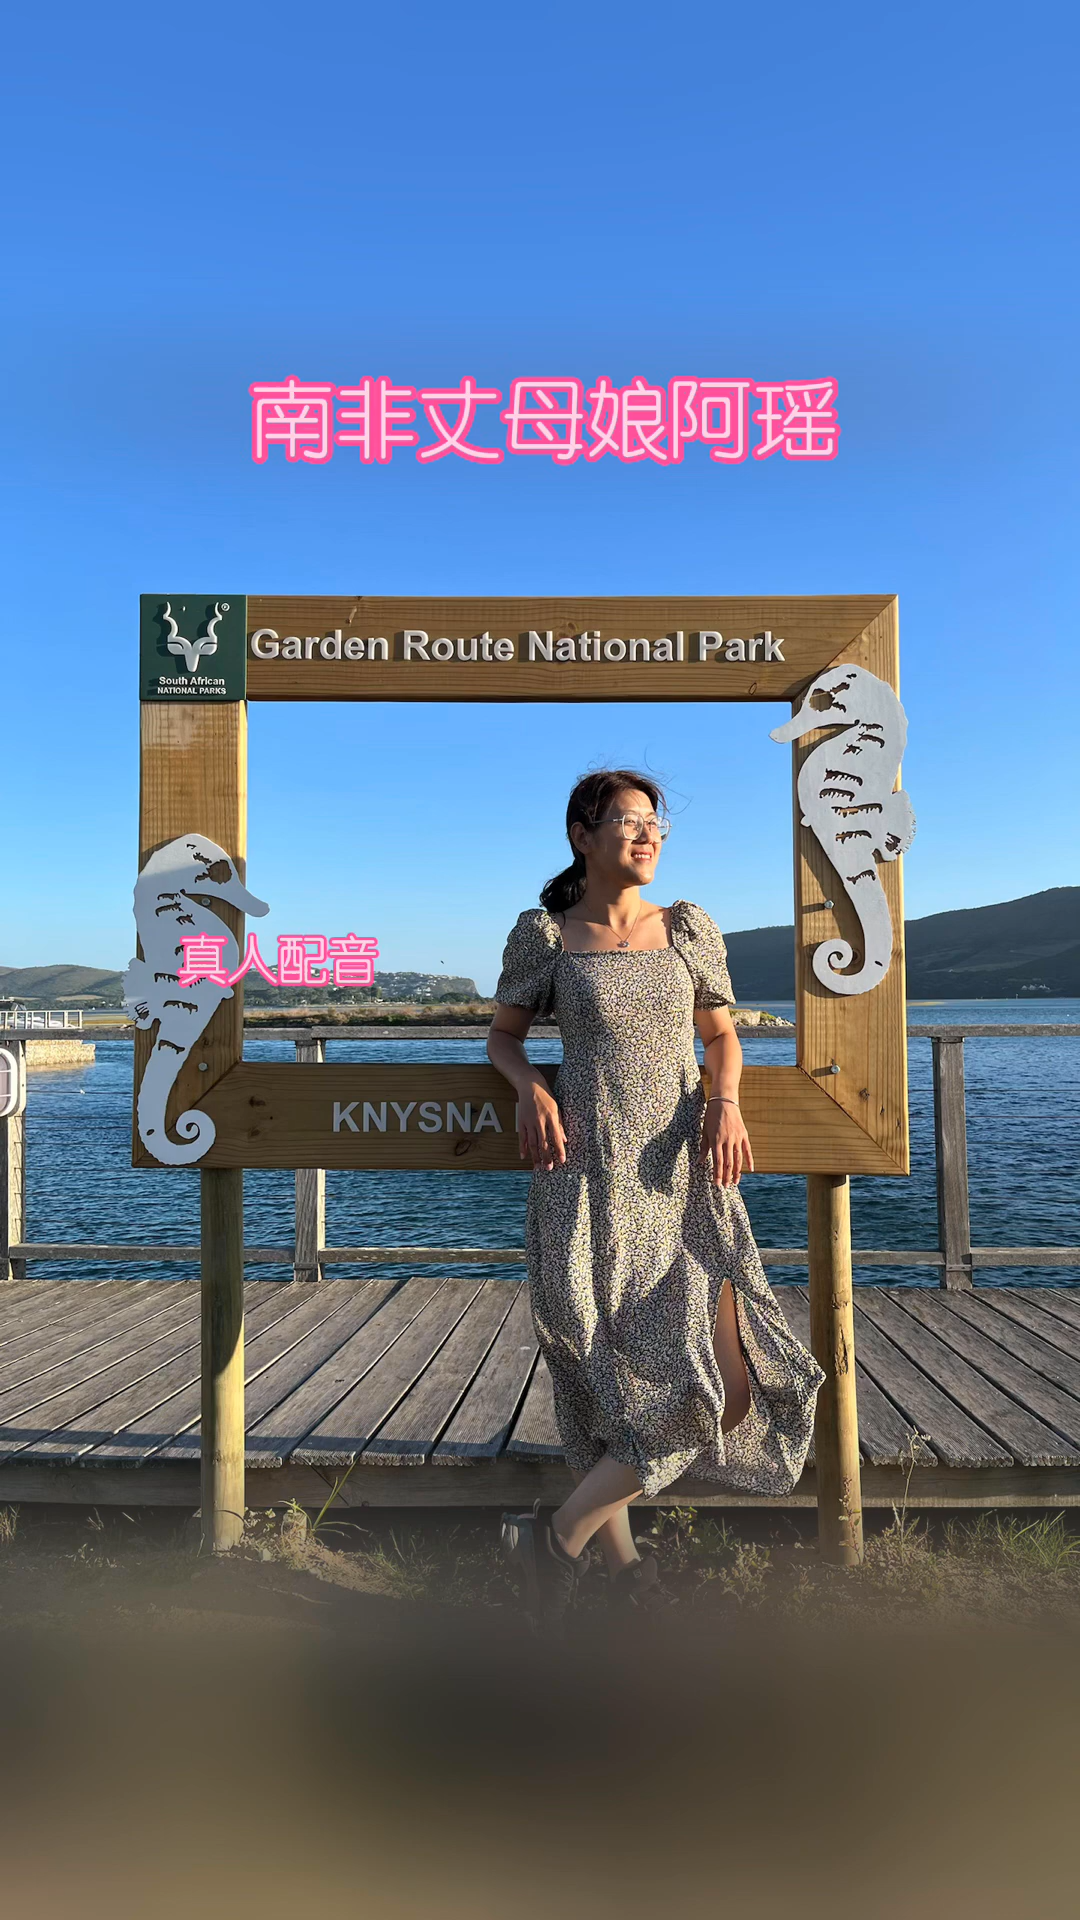 南非丈母娘阿瑶
Garden Route National Park
South African
NATIONAL PARKS
真人配音
KNYSNA